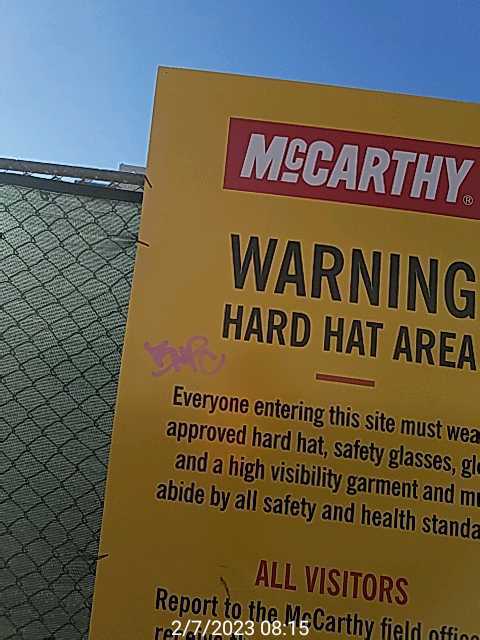 McCARTHY®
WARNING
HARD HAT AREA
Everyone entering this site must wea
approved hard hat, safety glasses, gl
and a high visibility garment and mu
abide by all safety and health standa
ALL VISITORS
Report to the McCarthy field office
2/7/2023 08:15